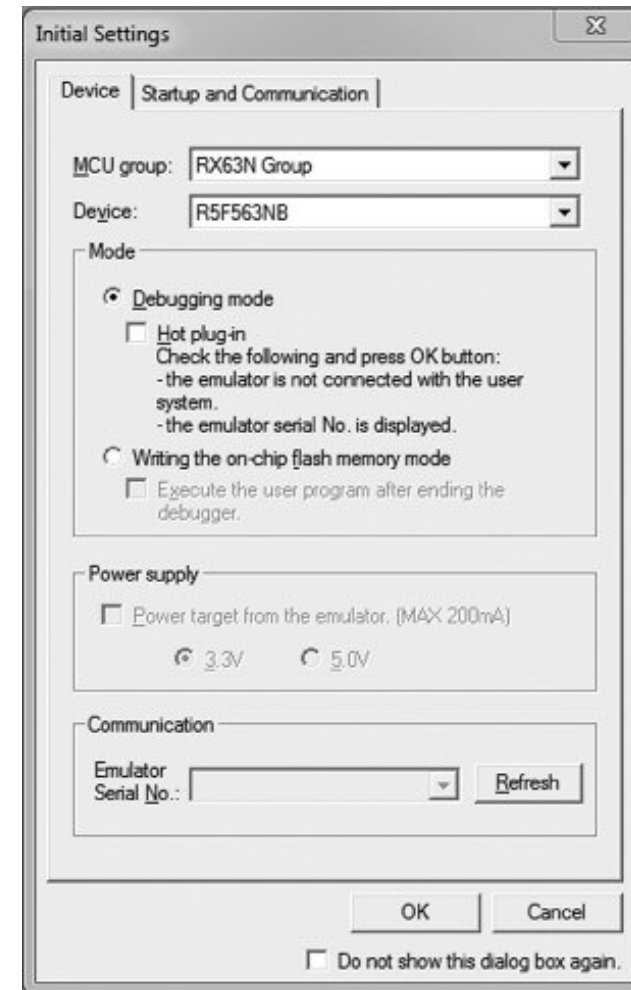 Initial Settings
Device
Startup and Communication
MCU group: RX63N Group
Device: R5F563NB
Mode
Debugging mode
Hot plug-in
Check the following and press OK button:
- the emulator is not connected with the user
system.
- the emulator serial No. is displayed.
Writing the on-chip flash memory mode
Execute the user program after ending the
debugger.
Power supply
Power target from the emulator. (MAX 200mA)
3.3V 5.0V
Communication
Emulator
Serial No.: Refresh
OK Cancel
Do not show this dialog box again.